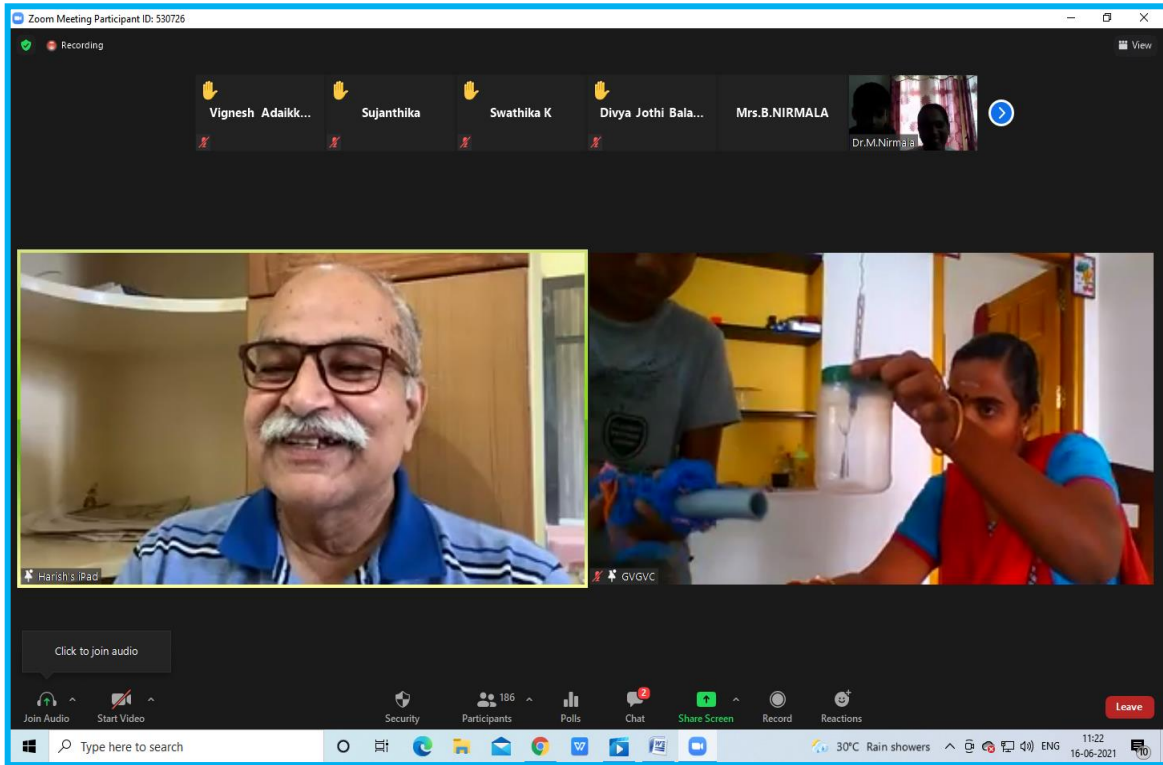 Zoom Meeting Participant ID: 530726
Recording
View
Vignesh Adaikk...
Sujanthika
Swathika K
Divya Jothi Bala...
Mrs.B.NIRMALA
Dr.M.Nirmala
Harish's iPad
GVGVC
Click to join audio
Join Audio
Start Video
Security
186
Participants
Polls
2
Chat
Share Screen
Record
Reactions
Leave
Type here to search
30°C Rain showers
ENG
11:22
16-06-2021
10